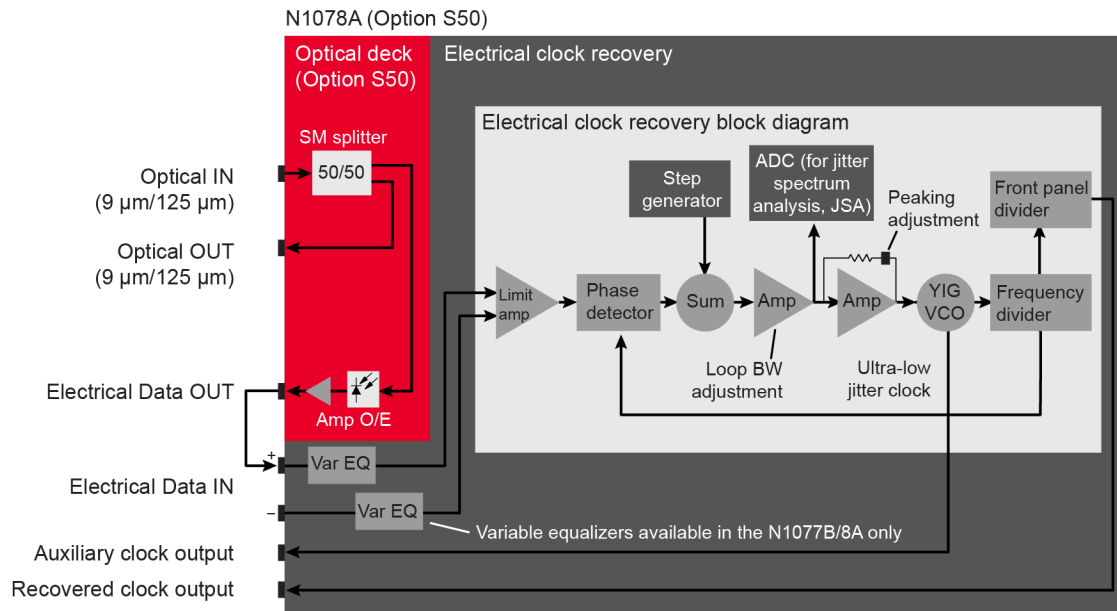 N1078A (Option S50)
Optical deck
(Option S50)
Electrical clock recovery
SM splitter
50/50
Optical IN
(9 µm/125 µm)
Optical OUT
(9 µm/125 µm)
Electrical clock recovery block diagram
Step
generator
ADC (for jitter
spectrum
analysis, JSA)
Peaking
adjustment
Front panel
divider
Limit
amp
Phase
detector
Sum
Amp
Amp
YIG
VCO
Frequency
divider
Loop BW
adjustment
Ultra-low
jitter clock
Electrical Data OUT
Amp O/E
+
Var EQ
Electrical Data IN
–
Var EQ
Variable equalizers available in the N1077B/8A only
Auxiliary clock output
Recovered clock output